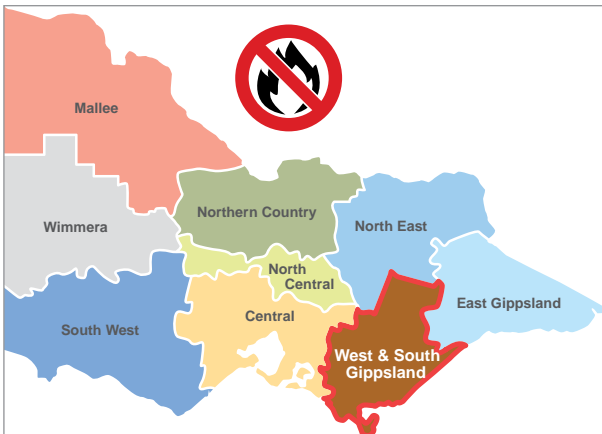 Mallee
Wimmera
Northern Country
North East
North
Central
East Gippsland
Central
South West
West & South
Gippsland